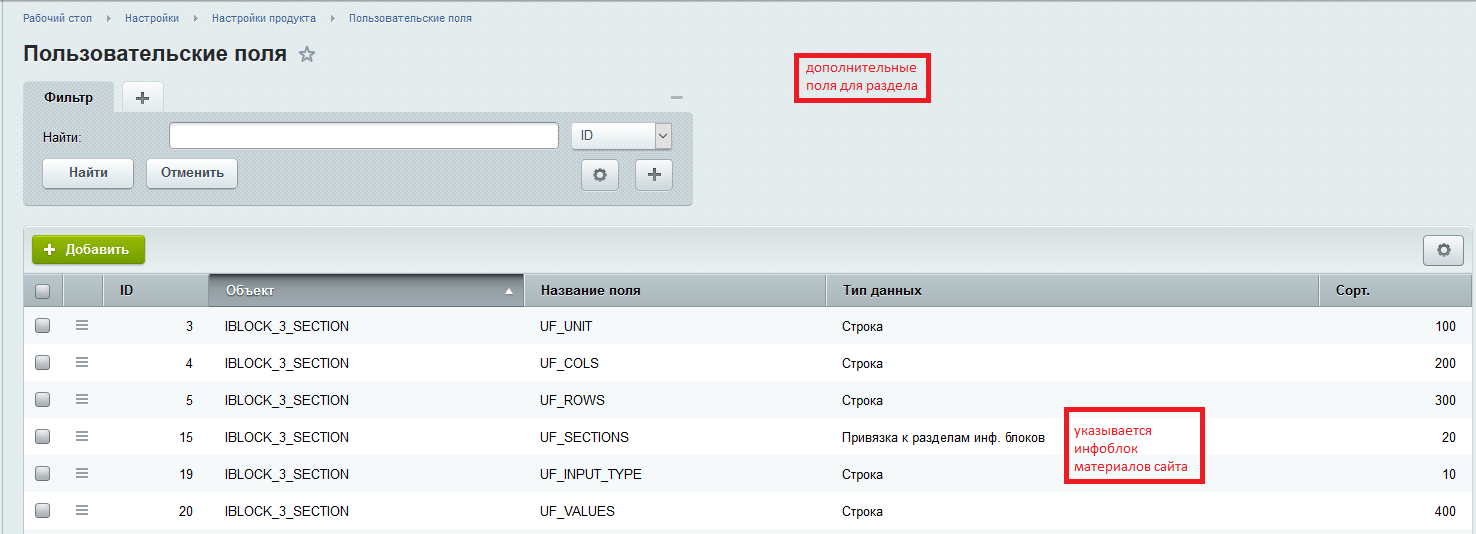 Рабочий стол Настройки Настройки продукта Пользовательские поля
Пользовательские поля
дополнительные
поля для раздела
Фильтр
Найти: ID
Найти Отменить
Добавить
ID Объект Название поля Тип данных Сорт.
3 IBLOCK_3_SECTION UF_UNIT Строка 100
4 IBLOCK_3_SECTION UF_COLS Строка 200
5 IBLOCK_3_SECTION UF_ROWS Строка 300
15 IBLOCK_3_SECTION UF_SECTIONS Привязка к разделам инф. блоков 20
указывается
инфоблок
материалов сайта
19 IBLOCK_3_SECTION UF_INPUT_TYPE Строка 10
20 IBLOCK_3_SECTION UF_VALUES Строка 400